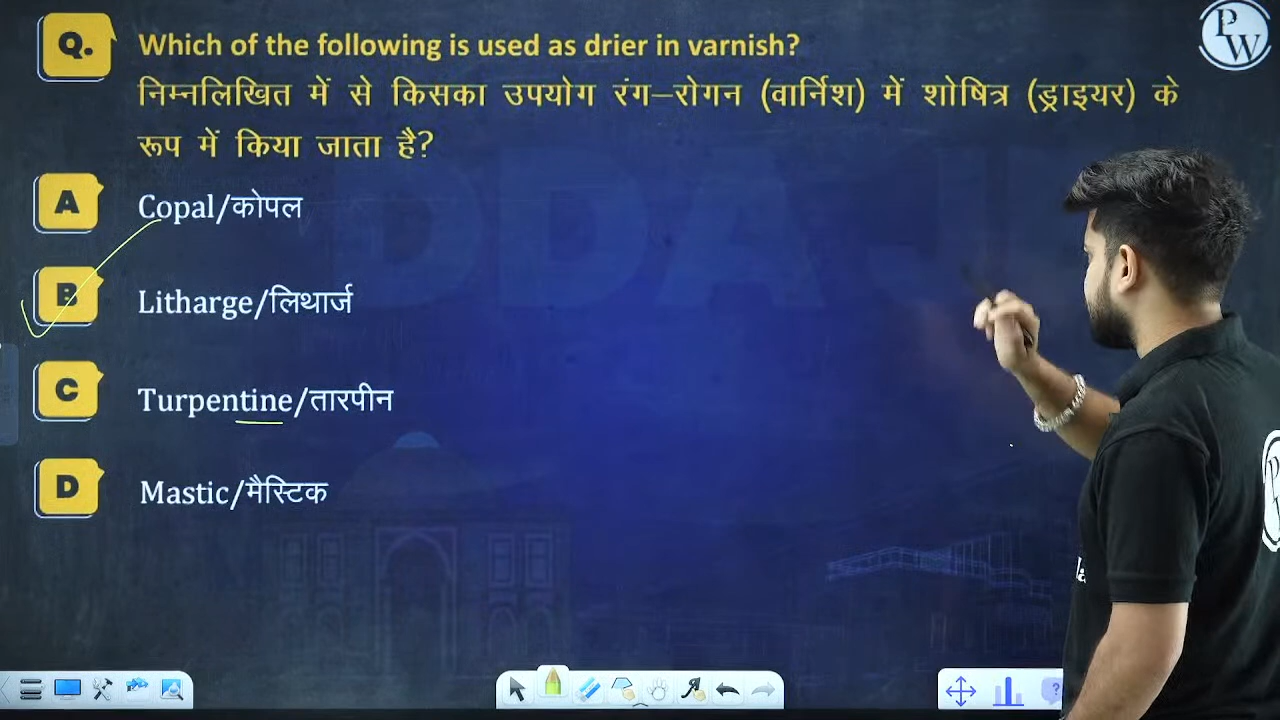 Q. Which of the following is used as drier in varnish?
निम्नलिखित में से किसका उपयोग रंग–रोगन (वार्निश) में शोषित्र (ड्राइयर) के
रूप में किया जाता है?
A Copal/कोपल
B Litharge/लिथार्ज
C Turpentine/तारपीन
D Mastic/मैस्टिक
PW
DDA